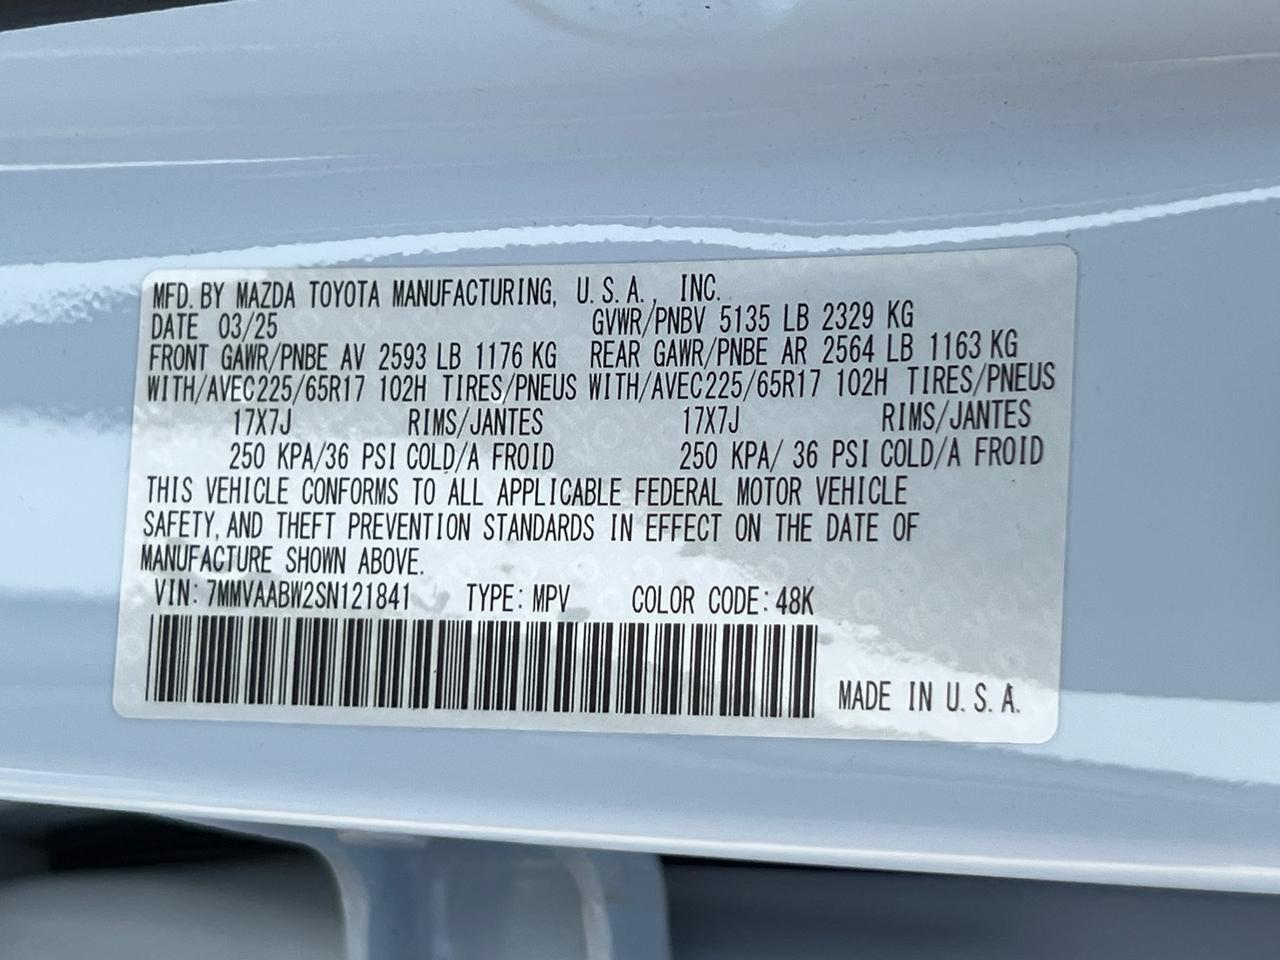 MFD. BY MAZDA TOYOTA MANUFACTURING, U.S.A., INC.
DATE 03/25 GVWR/PNBV 5135 LB 2329 KG
FRONT GAWR/PNBE AV 2593 LB 1176 KG REAR GAWR/PNBE AR 2564 LB 1163 KG
WITH/AVEC 225/65R17 102H TIRES/PNEUS WITH/AVEC 225/65R17 102H TIRES/PNEUS
17X7J RIMS/JANTES 17X7J RIMS/JANTES
250 KPA/36 PSI COLD/A FROID 250 KPA/ 36 PSI COLD/A FROID
THIS VEHICLE CONFORMS TO ALL APPLICABLE FEDERAL MOTOR VEHICLE
SAFETY, AND THEFT PREVENTION STANDARDS IN EFFECT ON THE DATE OF
MANUFACTURE SHOWN ABOVE.
VIN: 7MMVAABW2SN121841 TYPE: MPV COLOR CODE: 48K
MADE IN U.S.A.